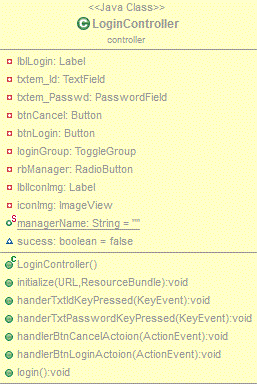 <<Java Class>>
LoginController
controller
lblLogin: Label
txtem_Id: TextField
txtem_Passwd: PasswordField
btnCancel: Button
btnLogin: Button
loginGroup: ToggleGroup
rbManager: RadioButton
lblIconImg: Label
iconImg: ImageView
managerName: String = ""
sucess: boolean = false
LoginController()
initialize(URL,ResourceBundle):void
handerTxtIdKeyPressed(KeyEvent):void
handerTxtPasswordKeyPressed(KeyEvent):void
handlerBtnCancelActoion(ActionEvent):void
handlerBtnLoginActoion(ActionEvent):void
login():void